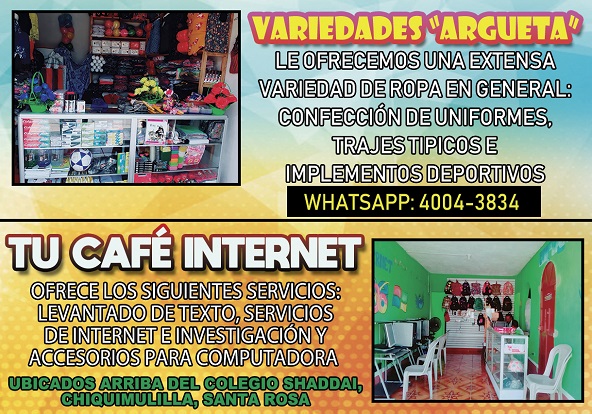 VARIEDADES "ARGUETA"
LE OFRECEMOS UNA EXTENSA
VARIEDAD DE ROPA EN GENERAL:
CONFECCIÓN DE UNIFORMES,
TRAJES TIPICOS E
IMPLEMENTOS DEPORTIVOS
WHATSAPP: 4004-3834
TU CAFÉ INTERNET
OFRECE LOS SIGUIENTES SERVICIOS:
LEVANTADO DE TEXTO, SERVICIOS
DE INTERNET E INVESTIGACIÓN Y
ACCESORIOS PARA COMPUTADORA
UBICADOS ARRIBA DEL COLEGIO SHADDAI,
CHIQUIMULILLA, SANTA ROSA